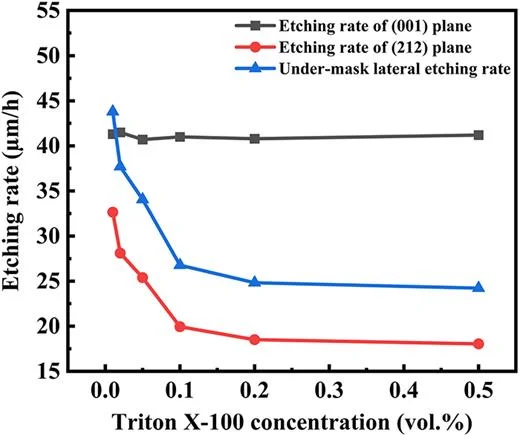 Etching rate of (001) plane
Etching rate of (212) plane
Under-mask lateral etching rate
Etching rate (μm/h)
55
50
45
40
35
30
25
20
15
0.0 0.1 0.2 0.3 0.4 0.5
Triton X-100 concentration (vol.%)